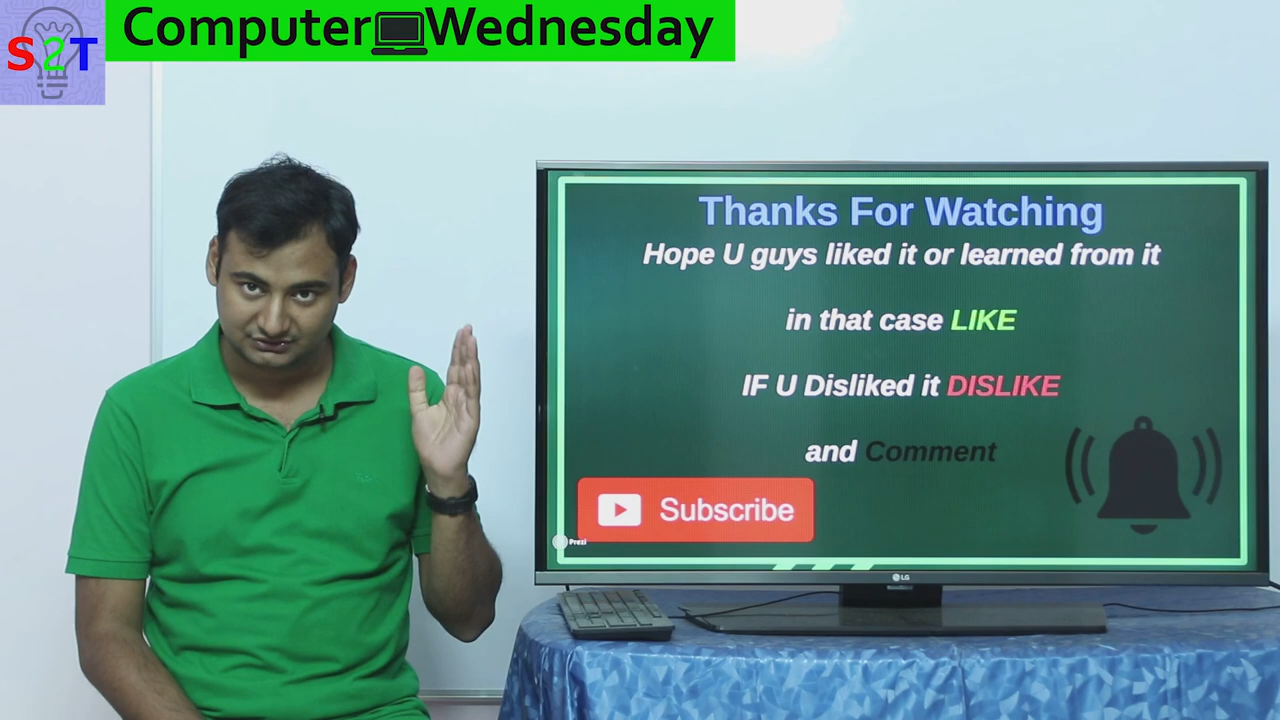 S2T
Computer Wednesday
Thanks For Watching
Hope U guys liked it or learned from it
in that case LIKE
IF U Disliked it DISLIKE
and Comment
Subscribe
Prezi
LG